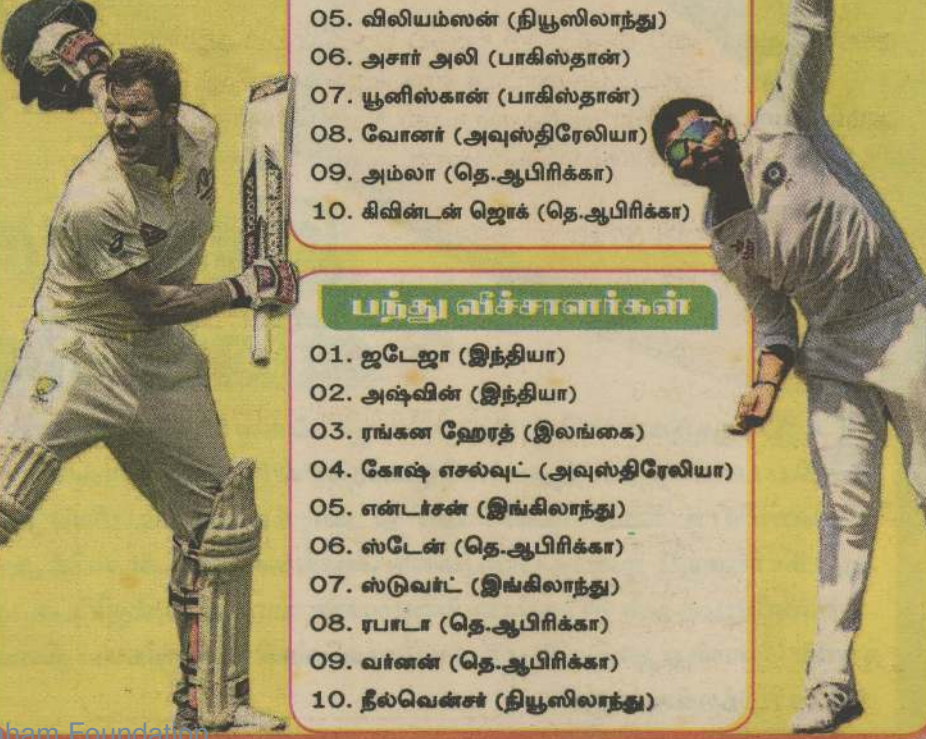 05. விலியம்ஸன் (நியூஸிலாந்து)
06. அசார் அலி (பாகிஸ்தான்)
07. யூனிஸ்கான் (பாகிஸ்தான்)
08. வோனர் (அவுஸ்திரேலியா)
09. அம்லா (தெ.ஆபிரிக்கா)
10. கிவின்டன் ஜொக் (தெ.ஆபிரிக்கா)
பந்து வீச்சாளர்கள்
01. ஜடேஜா (இந்தியா)
02. அஷ்வின் (இந்தியா)
03. ரங்கன ஹேரத் (இலங்கை)
04. கோஷ் எசல்வுட் (அவுஸ்திரேலியா)
05. என்டர்சன் (இங்கிலாந்து)
06. ஸ்டேன் (தெ.ஆபிரிக்கா)
07. ஸ்டுவர்ட் (இங்கிலாந்து)
08. ரபாடா (தெ.ஆபிரிக்கா)
09. வர்னன் (தெ.ஆபிரிக்கா)
10. நீல்வென்சர் (நியூஸிலாந்து)
Foundation